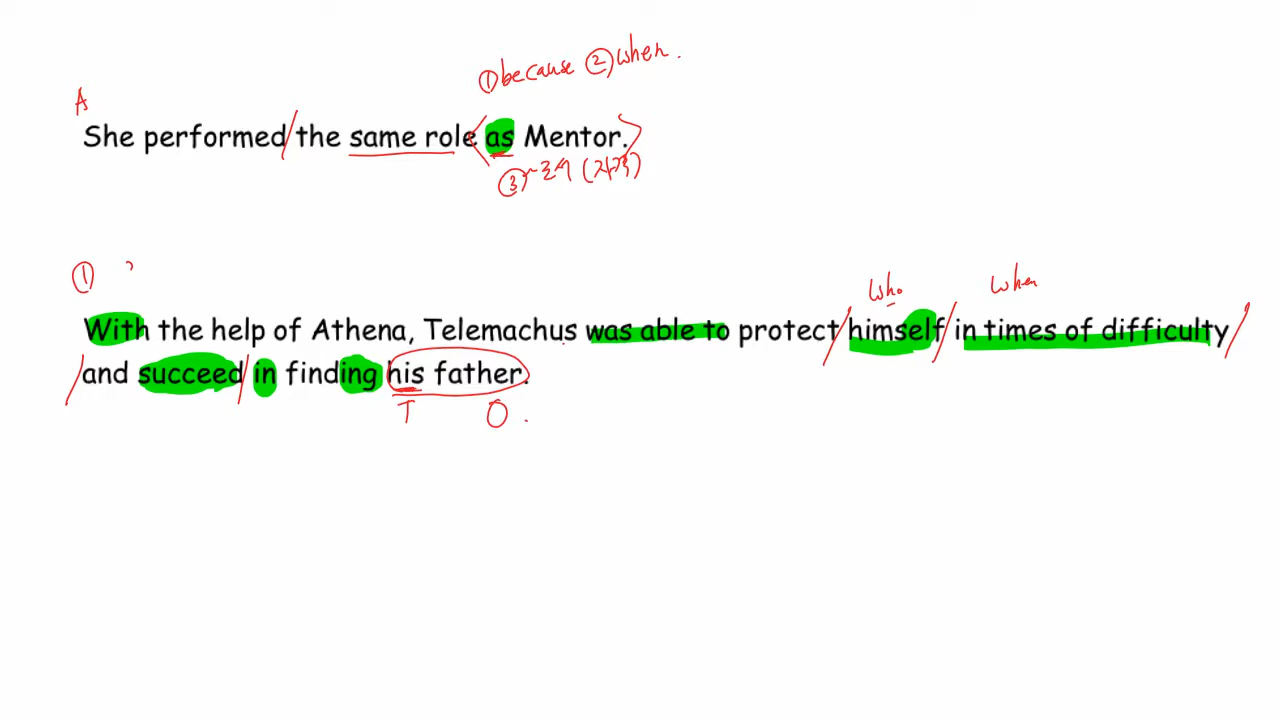 ①because ②when.
A
She performed the same role as Mentor.
③~로서 (자격)
①
who when
With the help of Athena, Telemachus was able to protect himself in times of difficulty
and succeed in finding his father.
T O.